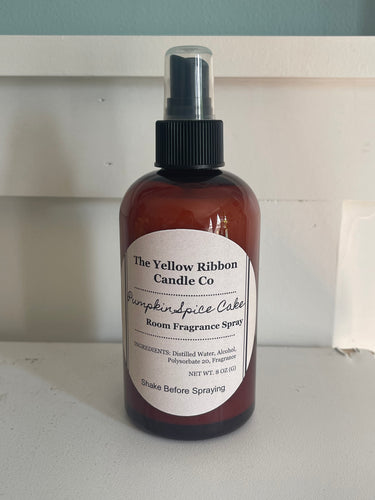 The Yellow Ribbon
Candle Co
Pumpkin Spice Cake
Room Fragrance Spray
INGREDIENTS: Distilled Water, Alcohol,
Polysorbate 20, Fragrance
NET WT. 8 OZ (G)
Shake Before Spraying